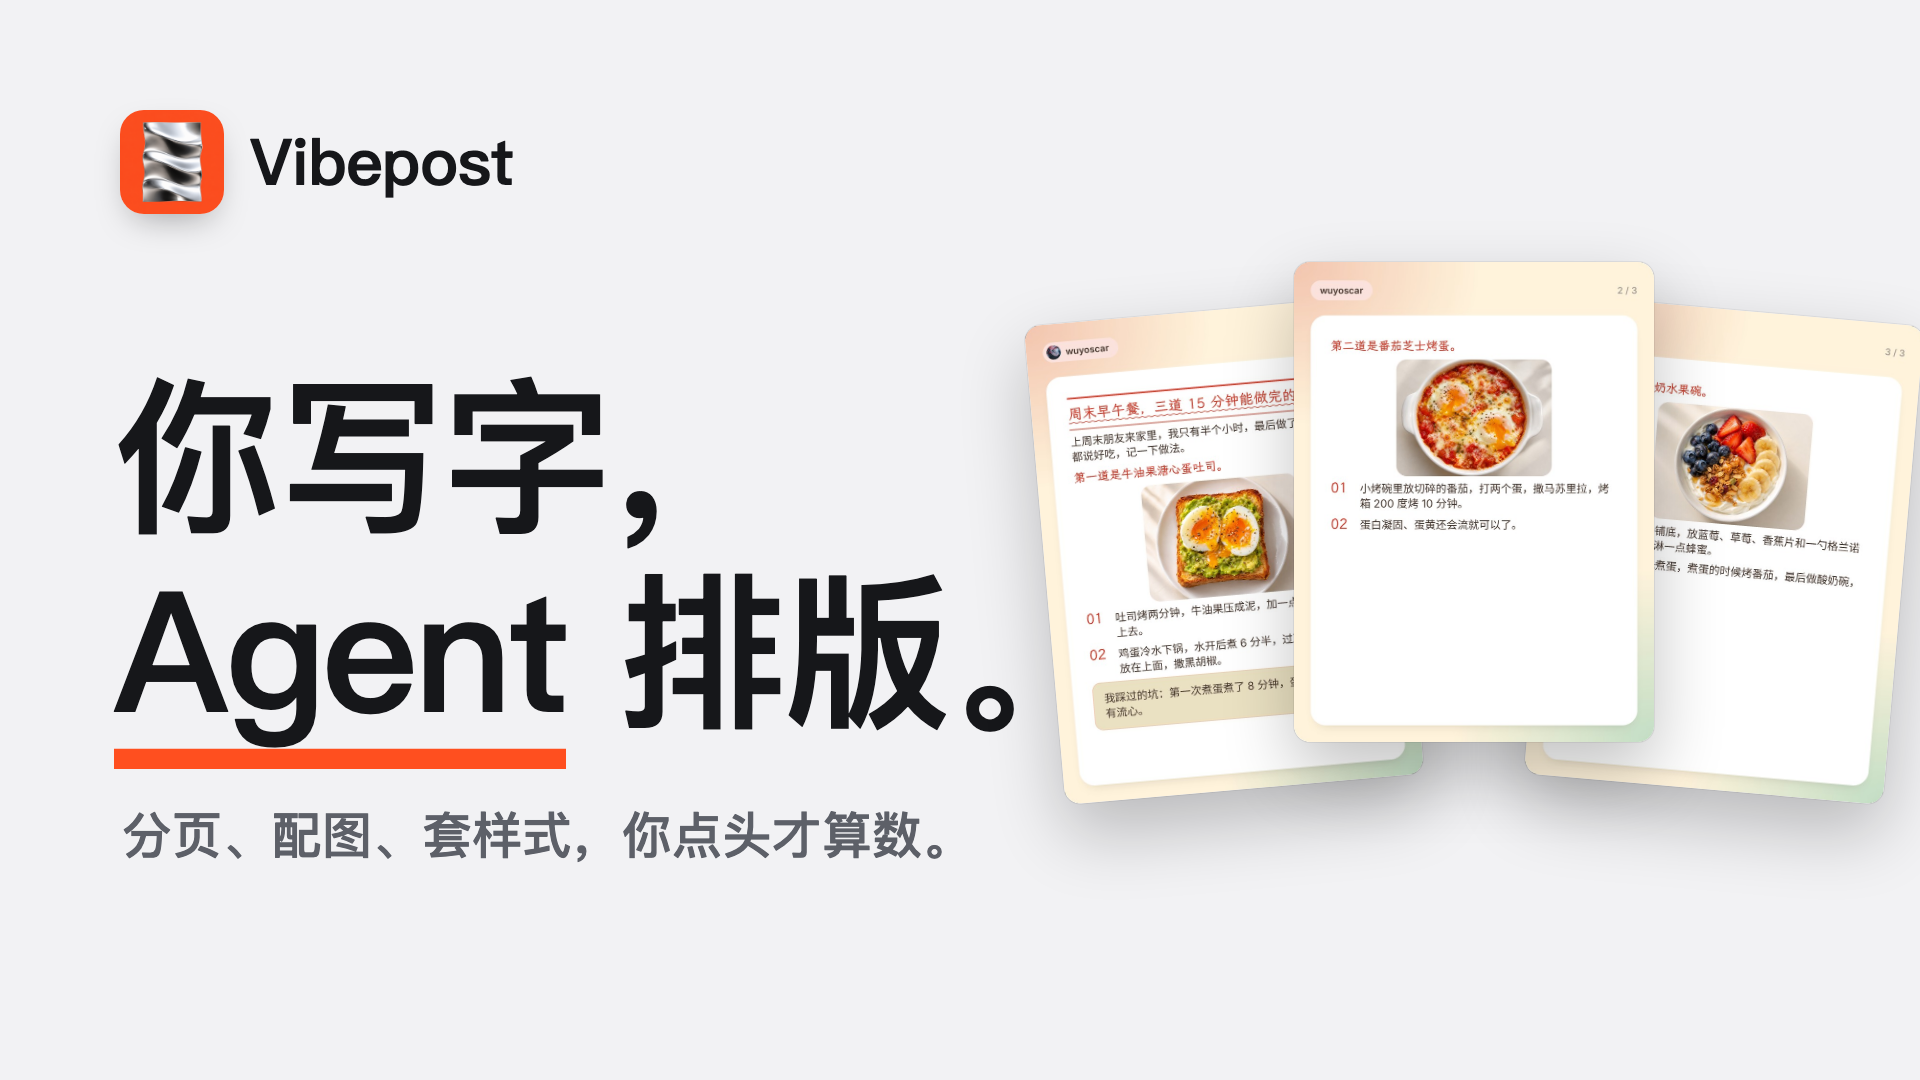 Vibepost
你写字，
Agent 排版。
分页、配图、套样式，你点头才算数。
wuyoscar
周末早午餐，三道 15 分钟能做完的
上周末朋友来家里，我只有半个小时，最后做了
都说好吃，记一下做法。
第一道是牛油果溏心蛋吐司。
01 吐司烤两分钟，牛油果压成泥，加一点
上去。
02 鸡蛋冷水下锅，水开后煮 6 分半，过
放在上面，撒黑胡椒。
我踩过的坑：第一次煮蛋煮了 8 分钟，
有流心。
wuyoscar
2 / 3
第二道是番茄芝士烤蛋。
01 小烤碗里放切碎的番茄，打两个蛋，撒马苏里拉，烤
箱 200 度烤 10 分钟。
02 蛋白凝固、蛋黄还会流就可以了。
3 / 3
奶水果碗。
铺底，放蓝莓、草莓、香蕉片和一勺格兰诺
淋一点蜂蜜。
煮蛋，煮蛋的时候烤番茄，最后做酸奶碗，